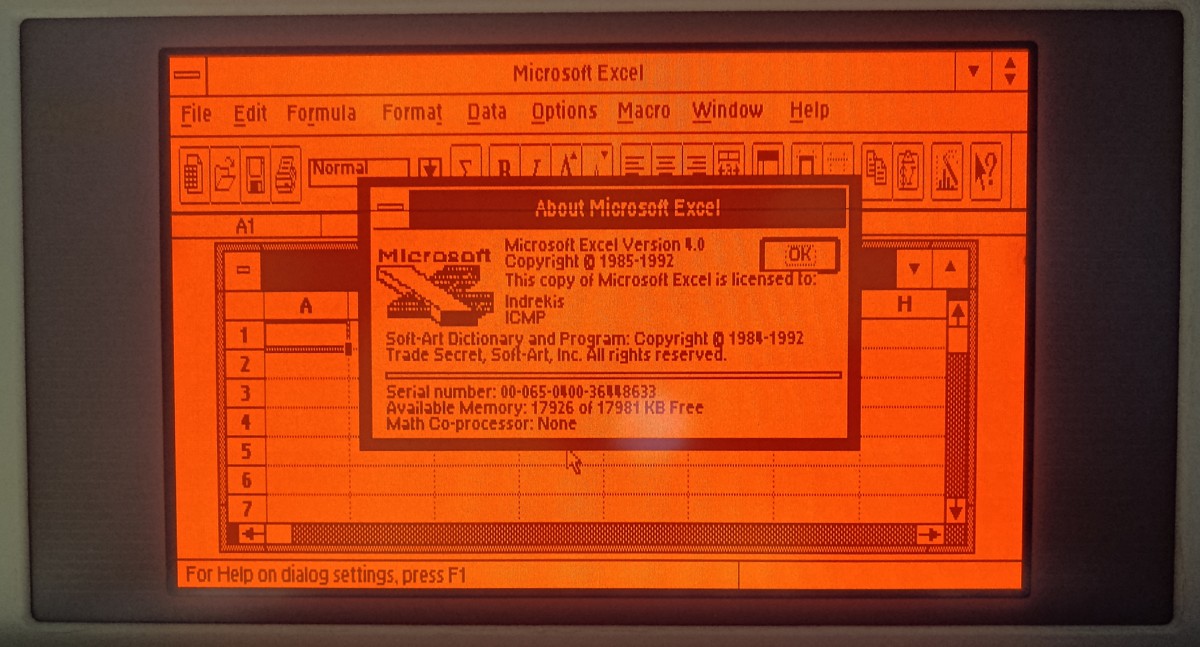 Microsoft Excel
File Edit Formula Format Data Options Macro Window Help
Normal Σ B I A
A1
About Microsoft Excel
Microsoft
Microsoft Excel Version 4.0
Copyright © 1985-1992
OK
This copy of Microsoft Excel is licensed to:
Indrekis
ICMP
Soft-Art Dictionary and Program: Copyright © 1984-1992
Trade Secret, Soft-Art, Inc. All rights reserved.
Serial number: 00-065-0400-36448633
Available Memory: 17926 of 17981 KB Free
Math Co-processor: None
A H
1
2
3
4
5
6
7
For Help on dialog settings, press F1